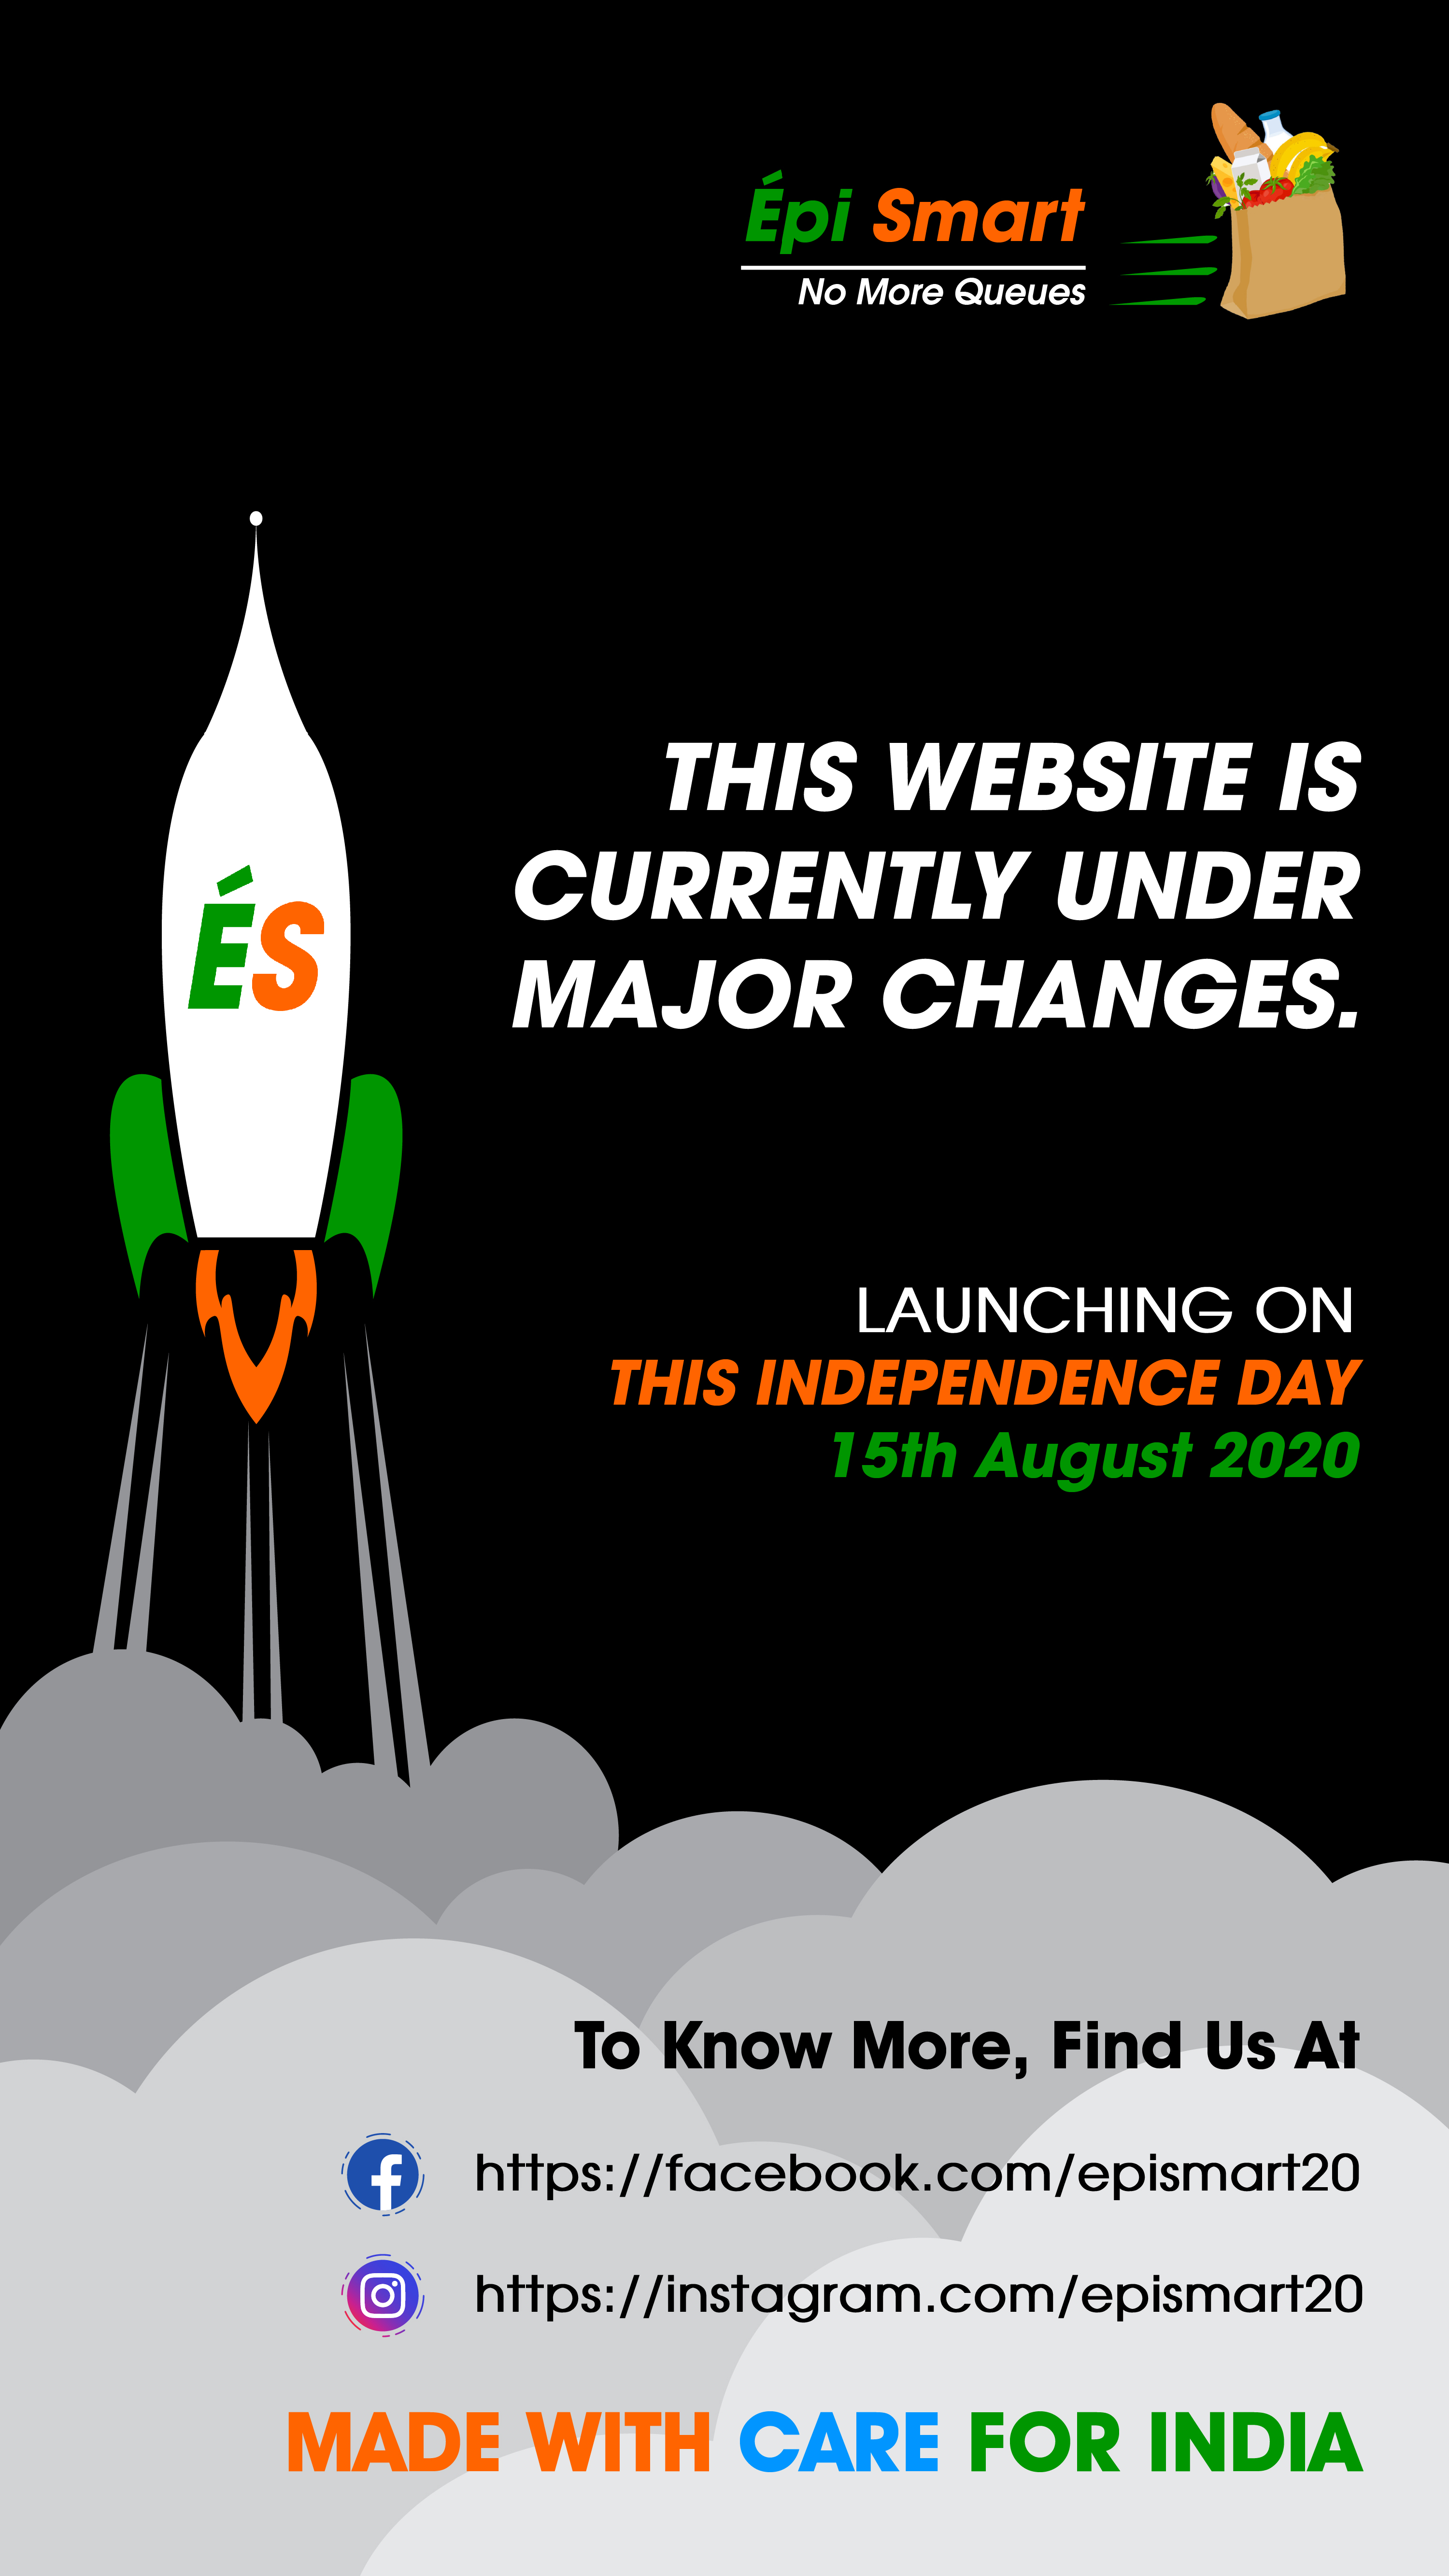 Épi Smart
No More Queues
THIS WEBSITE IS
CURRENTLY UNDER
MAJOR CHANGES.
ÉS
LAUNCHING ON
THIS INDEPENDENCE DAY
15th August 2020
To Know More, Find Us At
https://facebook.com/epismart20
https://instagram.com/epismart20
MADE WITH CARE FOR INDIA